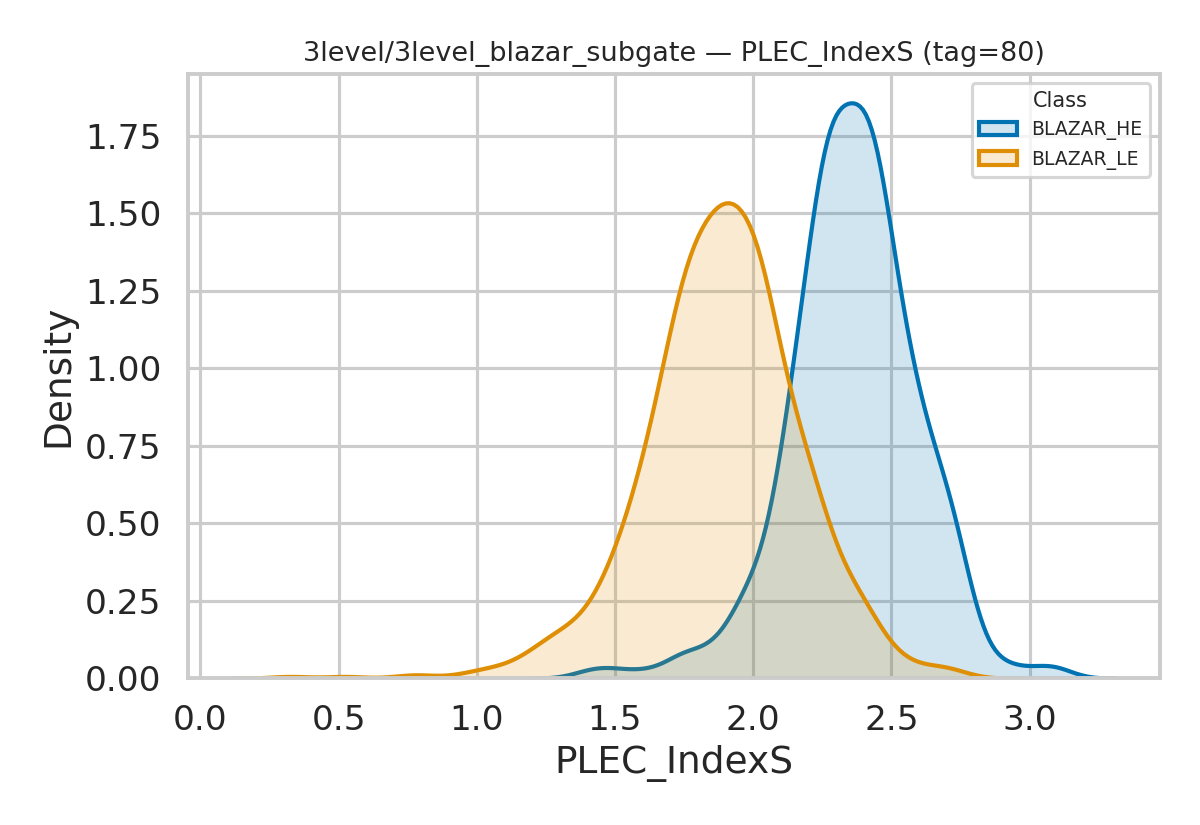 3level/3level_blazar_subgate — PLEC_IndexS (tag=80)
Class
BLAZAR_HE
BLAZAR_LE
Density
1.75
1.50
1.25
1.00
0.75
0.50
0.25
0.00
0.0 0.5 1.0 1.5 2.0 2.5 3.0
PLEC_IndexS